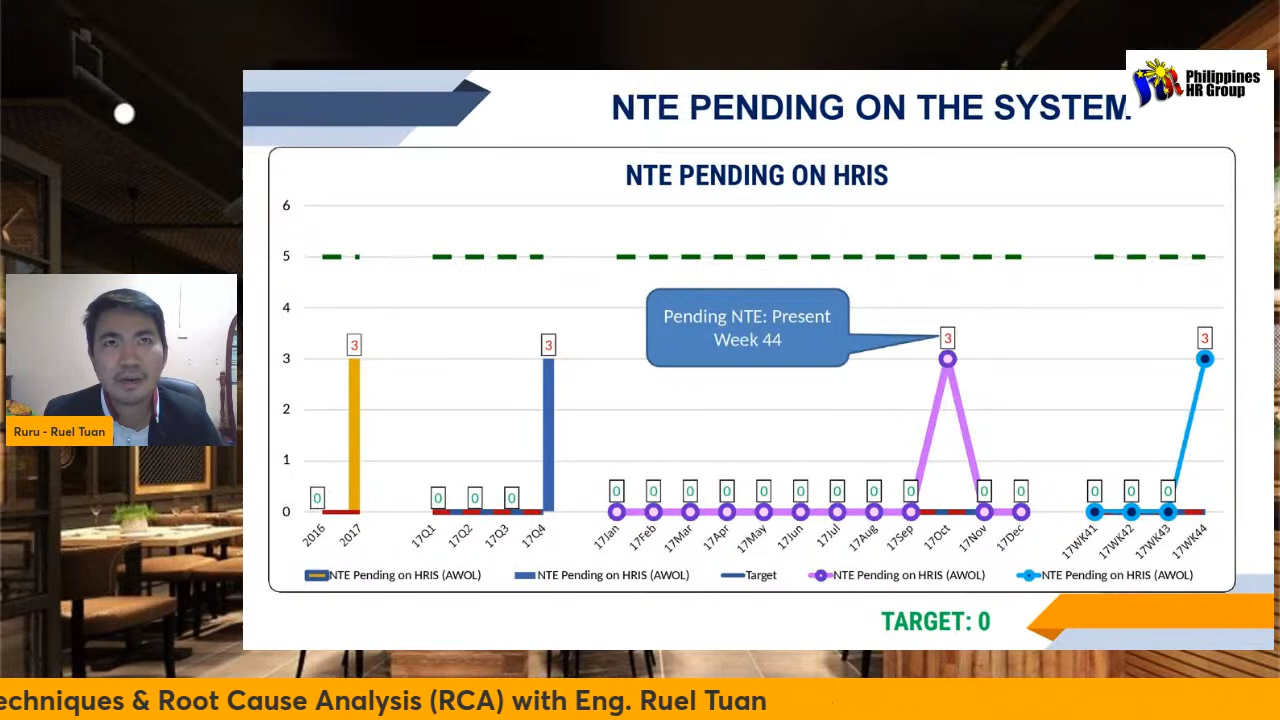 Philippines
HR Group
NTE PENDING ON THE SYSTEM.
NTE PENDING ON HRIS
6
5
4
3
2
1
0
Pending NTE: Present
Week 44
0
3
0
0
0
3
0
0
0
0
0
0
0
0
0
3
0
0
0
0
0
3
2016
2017
17Q1
17Q2
17Q3
17Q4
17Jan
17Feb
17Mar
17Apr
17May
17Jun
17Jul
17Aug
17Sep
17Oct
17Nov
17Dec
17WK41
17WK42
17WK43
17WK44
NTE Pending on HRIS (AWOL)
NTE Pending on HRIS (AWOL)
Target
NTE Pending on HRIS (AWOL)
NTE Pending on HRIS (AWOL)
TARGET: 0
Ruru - Ruel Tuan
echniques & Root Cause Analysis (RCA) with Eng. Ruel Tuan